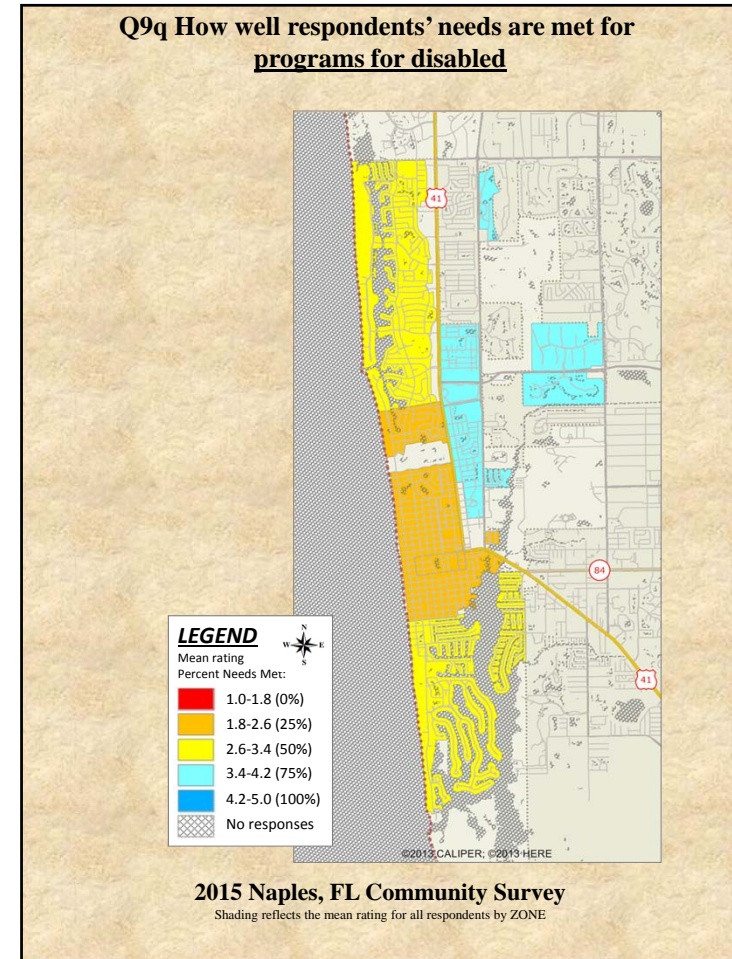 Q9q How well respondents' needs are met for
programs for disabled
41
84
41
LEGEND
N
W E
S
Mean rating
Percent Needs Met:
1.0-1.8 (0%)
1.8-2.6 (25%)
2.6-3.4 (50%)
3.4-4.2 (75%)
4.2-5.0 (100%)
No responses
©2013 CALIPER; ©2013 HERE
2015 Naples, FL Community Survey
Shading reflects the mean rating for all respondents by ZONE